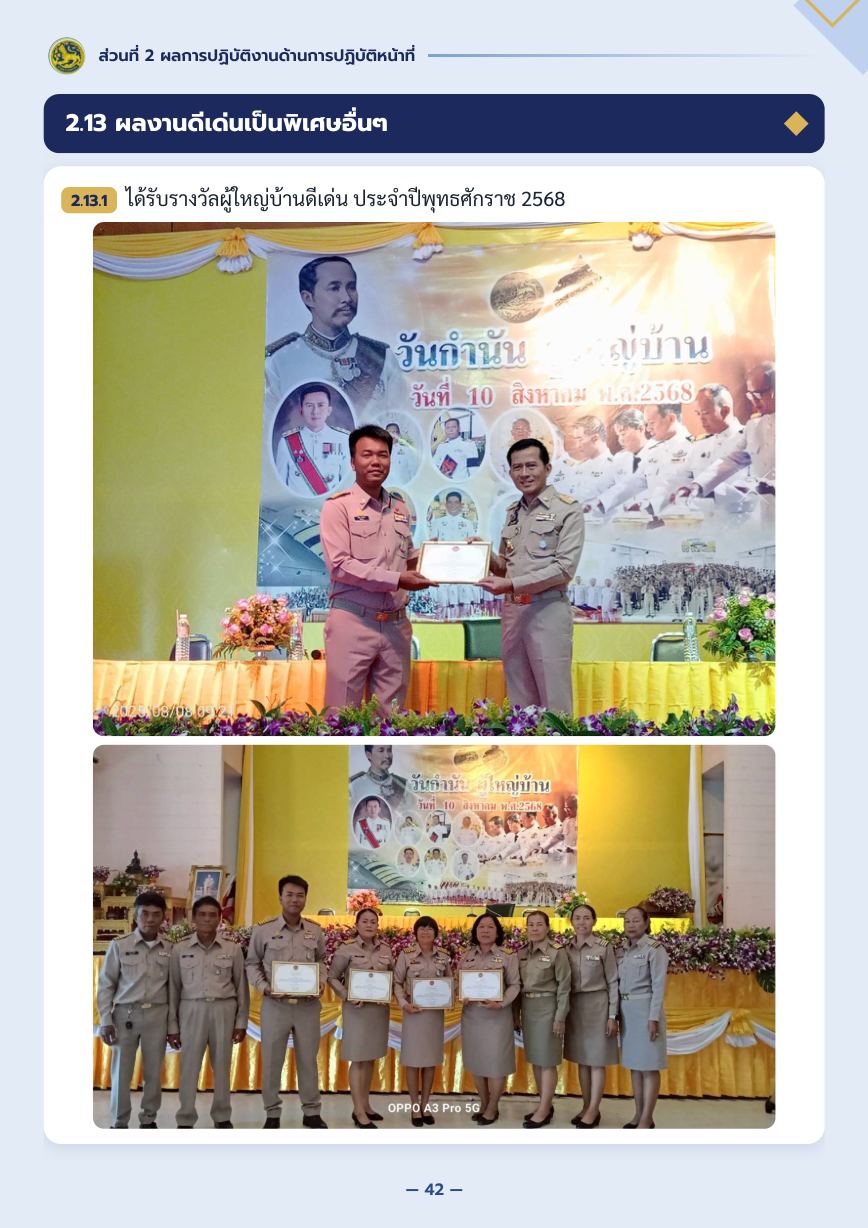 ส่วนที่ 2 ผลการปฏิบัติงานด้านการปฏิบัติหน้าที่
2.13 ผลงานดีเด่นเป็นพิเศษอื่นๆ
2.13.1 ได้รับรางวัลผู้ใหญ่บ้านดีเด่น ประจำปีพุทธศักราช 2568
วันกำนัน ใหญ่บ้าน
วันที่ 10 สิงหาคม พ.ศ.2568
วันกำนัน ผู้ใหญ่บ้าน
วันที่ 10 สิงหาคม พ.ศ.2568
OPPO A3 Pro 5G
— 42 —